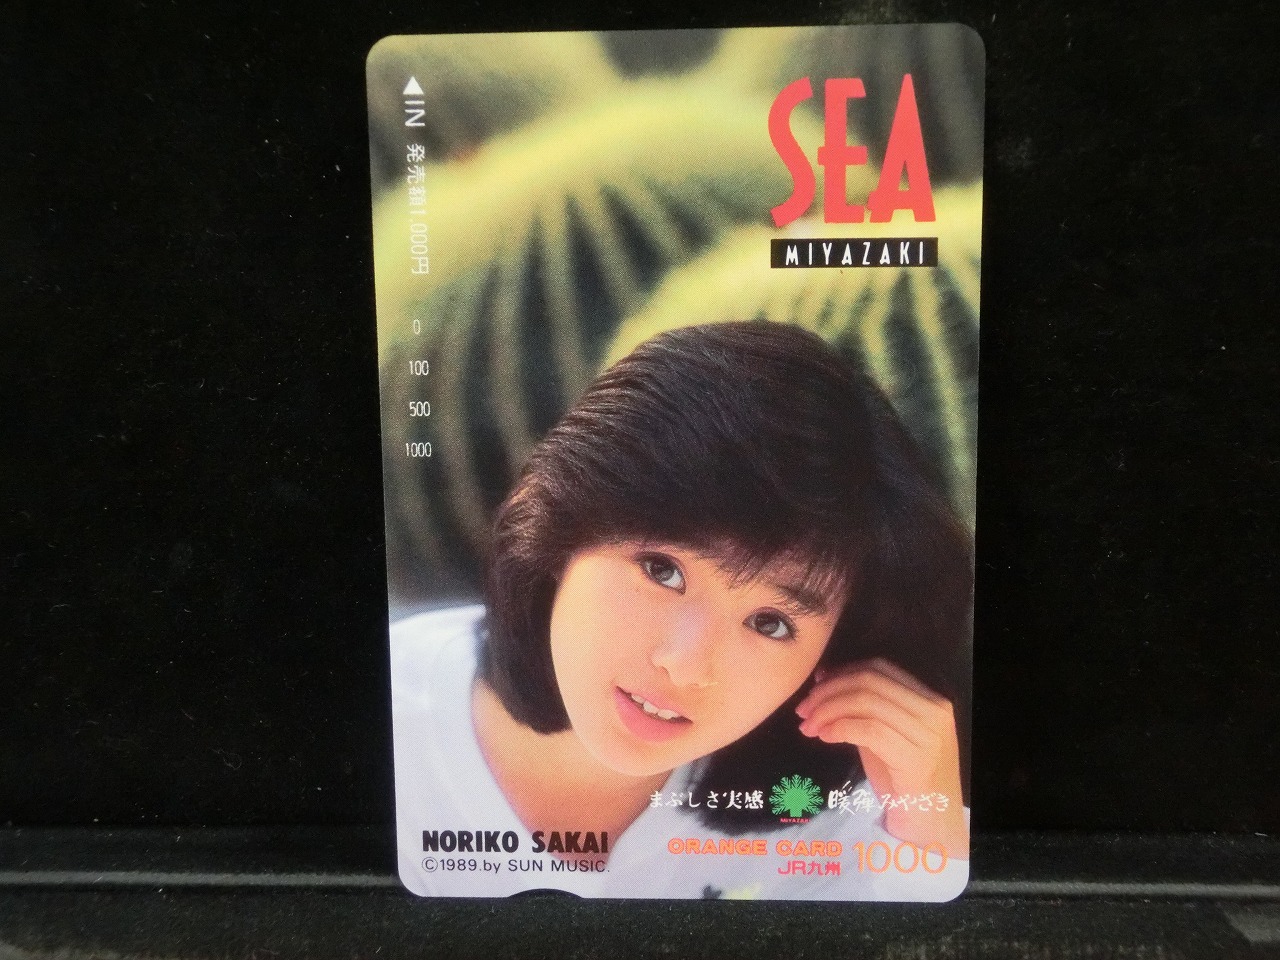 ◀IN 発売額1,000円
0
100
500
1000
SEA
MIYAZAKI
まぶしさ実感
MIYAZAKI
暖彈みやざき
NORIKO SAKAI
©1989.by SUN MUSIC.
ORANGE CARD 1000
JR九州